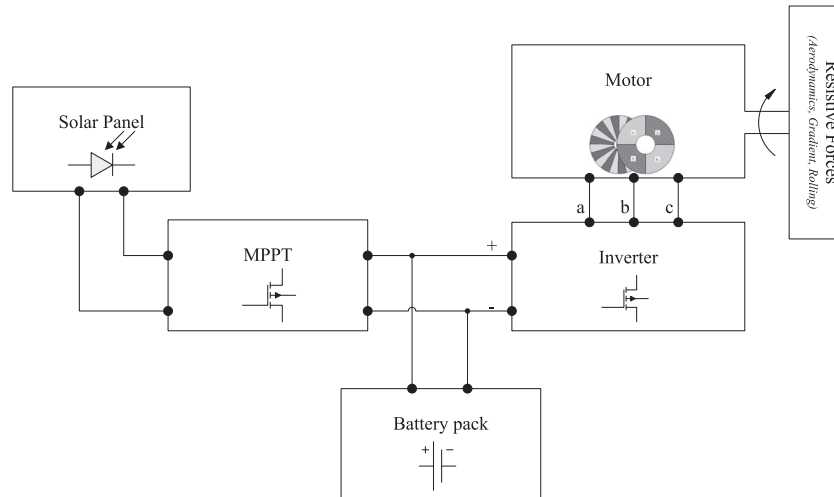 Solar Panel
MPPT
Motor
a b c
+
-
Inverter
Battery pack
+ −
Resistive Forces
(Aerodynamics, Gradient, Rolling)